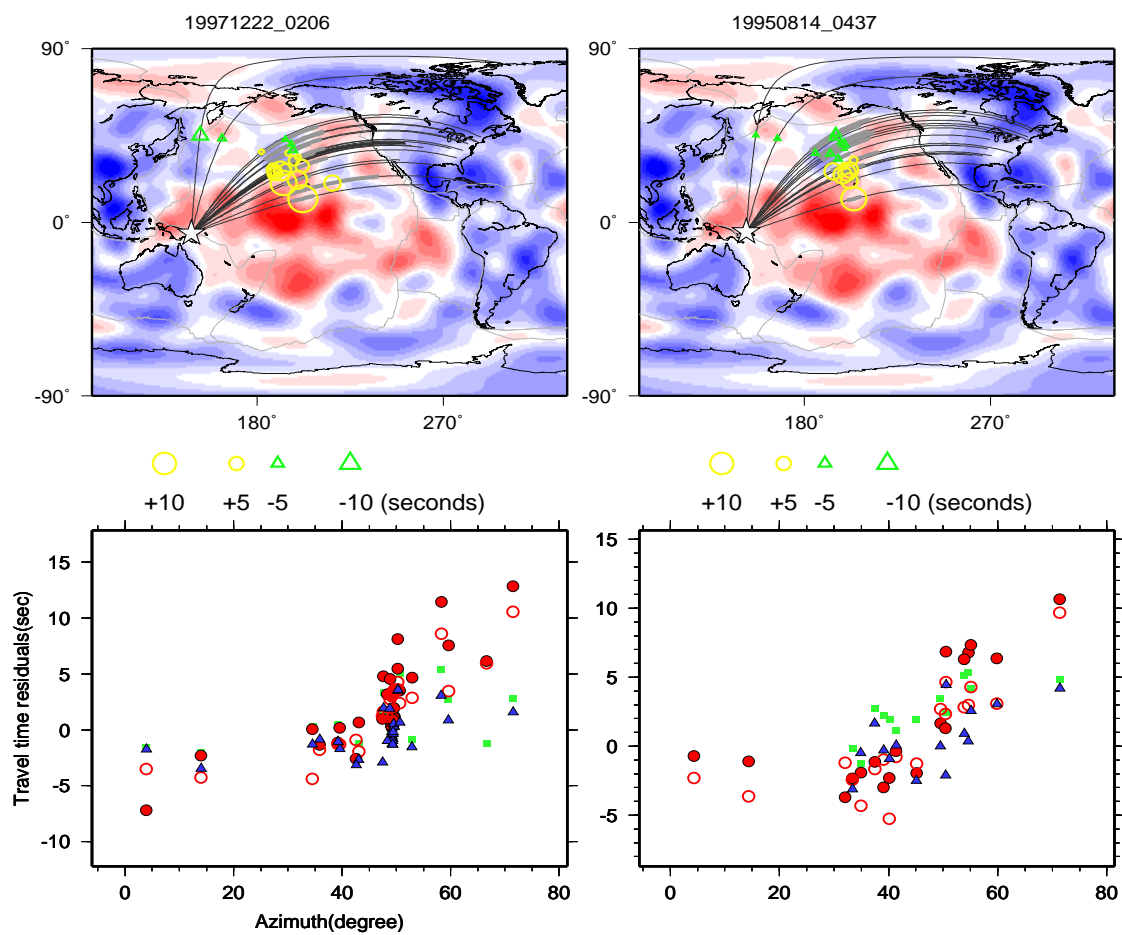 19971222_0206 19950814_0437
90˚ 90˚
0˚ 0˚
-90˚ -90˚
180˚ 270˚ 180˚ 270˚
+10 +5 -5 -10 (seconds) +10 +5 -5 -10 (seconds)
15 15
10 10
5 5
0 0
-5 -5
-10
Travel time residuals(sec)
0 20 40 60 80 0 20 40 60 80
Azimuth(degree)